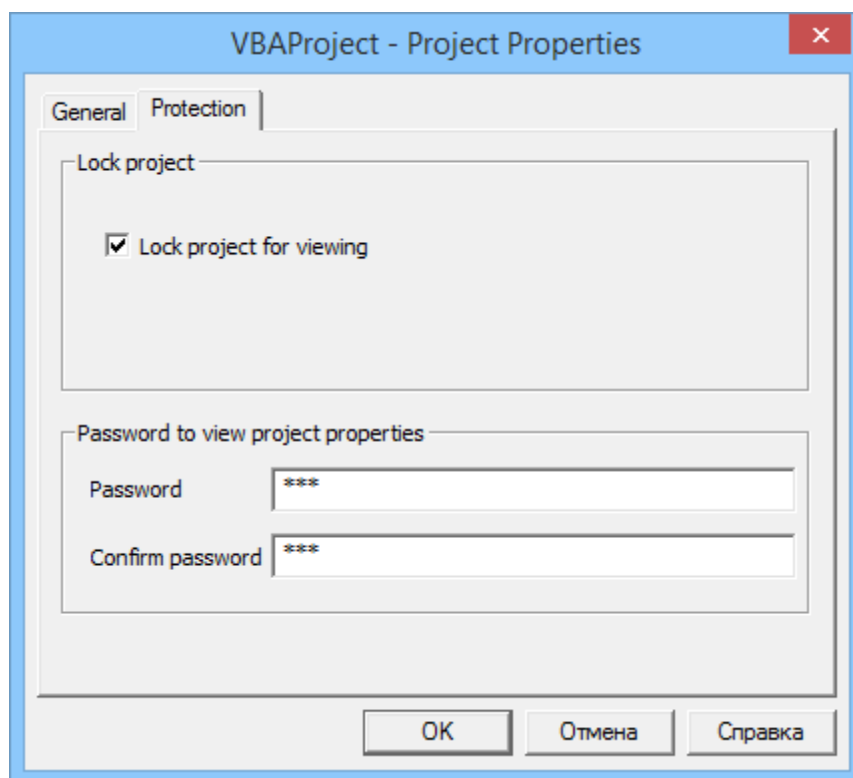 VBAProject - Project Properties
General Protection
Lock project
Lock project for viewing
Password to view project properties
Password ***
Confirm password ***
OK Отмена Справка